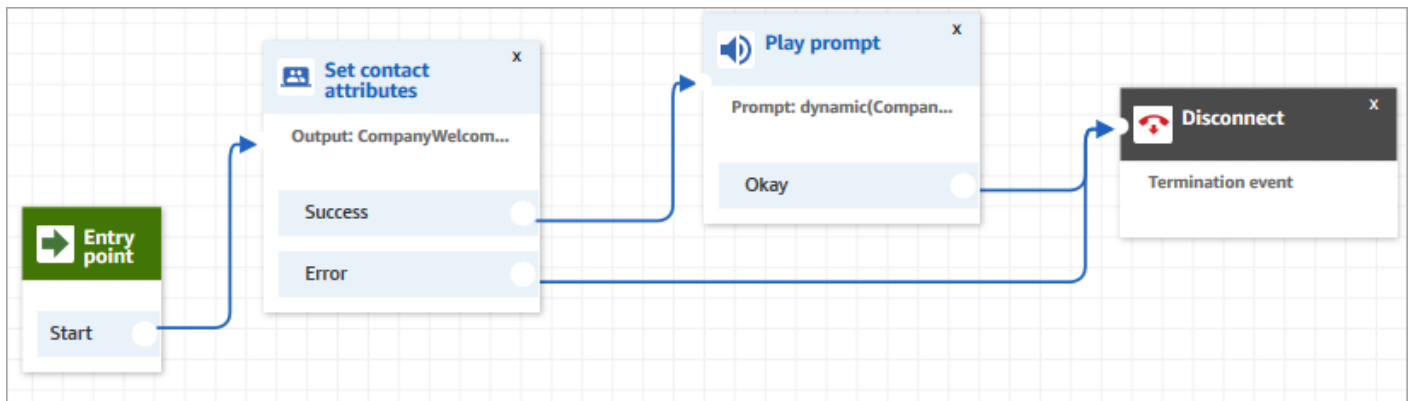 Entry
point
Start
x
Set contact
attributes
Output: CompanyWelcom...
Success
Error
x
Play prompt
Prompt: dynamic(Compan...
Okay
x
Disconnect
Termination event